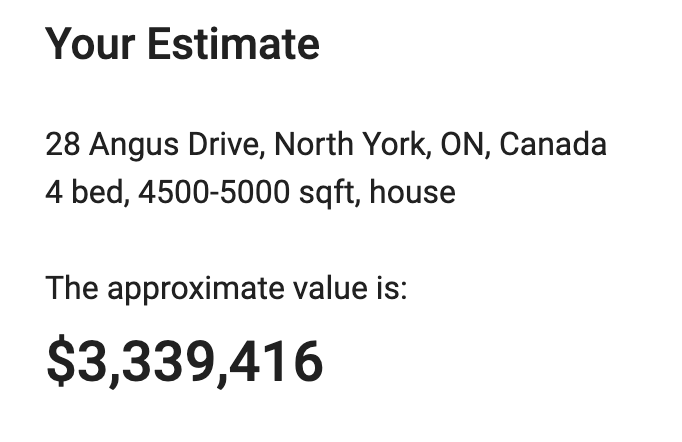 Your Estimate
28 Angus Drive, North York, ON, Canada
4 bed, 4500-5000 sqft, house
The approximate value is:
$3,339,416